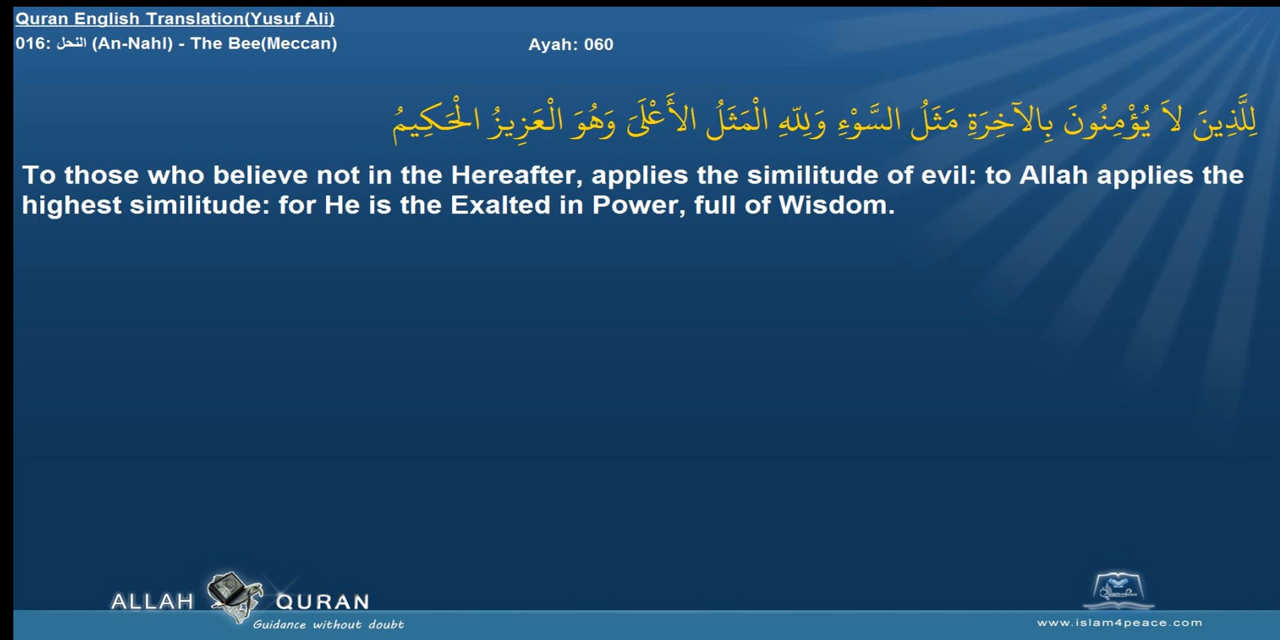 Quran English Translation(Yusuf Ali)
016: النحل (An-Nahl) - The Bee(Meccan) Ayah: 060
لِلَّذِينَ لاَ يُؤْمِنُونَ بِالآخِرَةِ مَثَلُ السَّوْءِ وَلِلّهِ الْمَثَلُ الأَعْلَىَ وَهُوَ الْعَزِيزُ الْحَكِيمُ
To those who believe not in the Hereafter, applies the similitude of evil: to Allah applies the
highest similitude: for He is the Exalted in Power, full of Wisdom.
ALLAH QURAN
Guidance without doubt
www.islam4peace.com